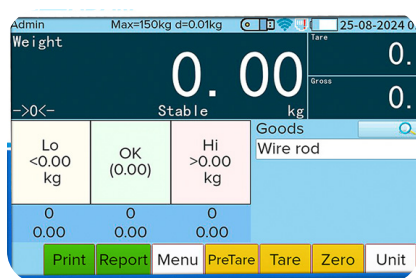 Admin Max=150kg d=0.01kg 25-08-2024 0
Weight
Tare
0.
0.00
Gross
0.
->0<- Stable kg
Goods
Wire rod
Lo
<0.00
kg
OK
(0.00)
Hi
>0.00
kg
0 0 0
0.00 0.00 0.00
Print Report Menu PreTare Tare Zero Unit